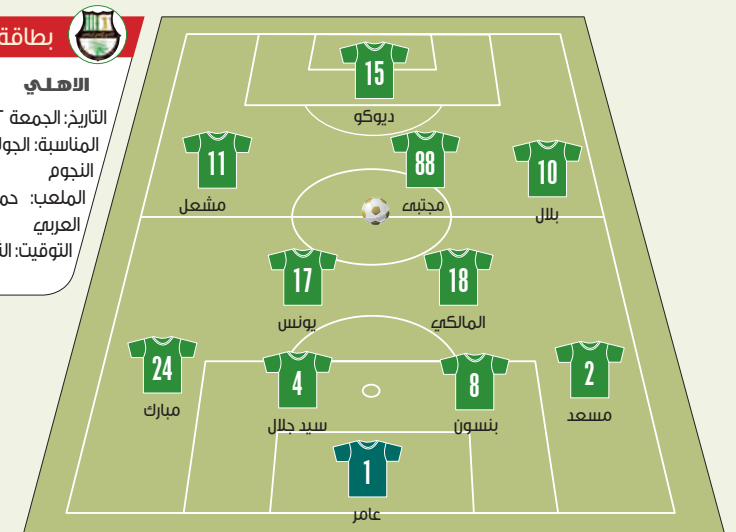 بطاقة
الاهلي
التاريخ: الجمعة
المناسبة:
النجوم
الملعب:
العربي
التوقيت:
15
ديوكو
11
مشعل
88
مجتبى
10
بلال
17
يونس
18
المالكي
24
مبارك
4
سيد جلال
8
بنسون
2
مسعد
1
عامر